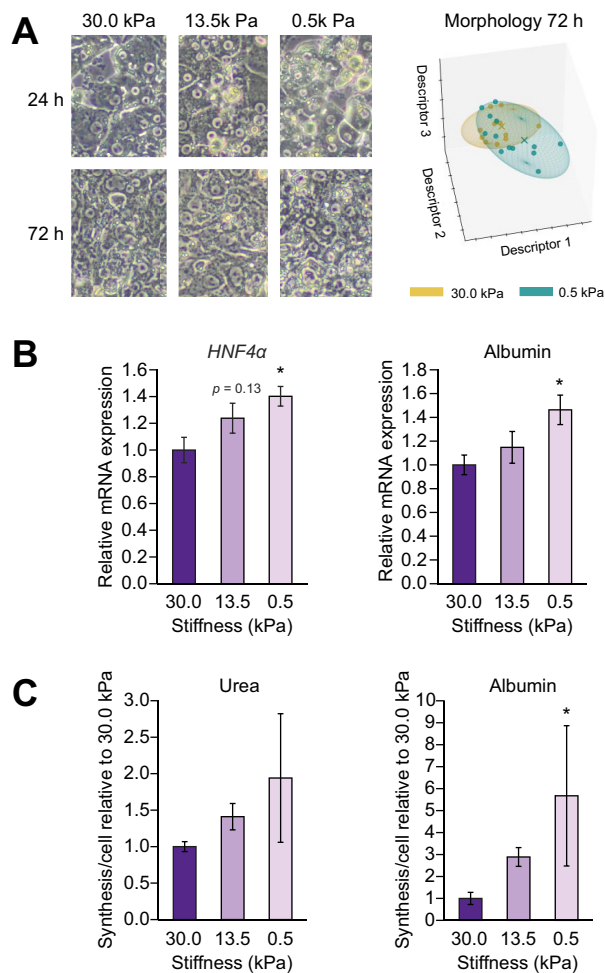 A
30.0 kPa 13.5k Pa 0.5k Pa
Morphology 72 h
24 h
72 h
Descriptor 3
Descriptor 2
Descriptor 1
30.0 kPa 0.5 kPa
B
HNF4α
Relative mRNA expression
1.6
1.4
1.2
1.0
0.8
0.6
0.4
0.2
0.0
p = 0.13
*
30.0 13.5 0.5
Stiffness (kPa)
Albumin
Relative mRNA expression
1.8
1.6
1.4
1.2
1.0
0.8
0.6
0.4
0.2
0.0
*
30.0 13.5 0.5
Stiffness (kPa)
C
Urea
Synthesis/cell relative to 30.0 kPa
3.0
2.5
2.0
1.5
1.0
0.5
0.0
30.0 13.5 0.5
Stiffness (kPa)
Albumin
Synthesis/cell relative to 30.0 kPa
10
9
8
7
6
5
4
3
2
1
0
*
30.0 13.5 0.5
Stiffness (kPa)